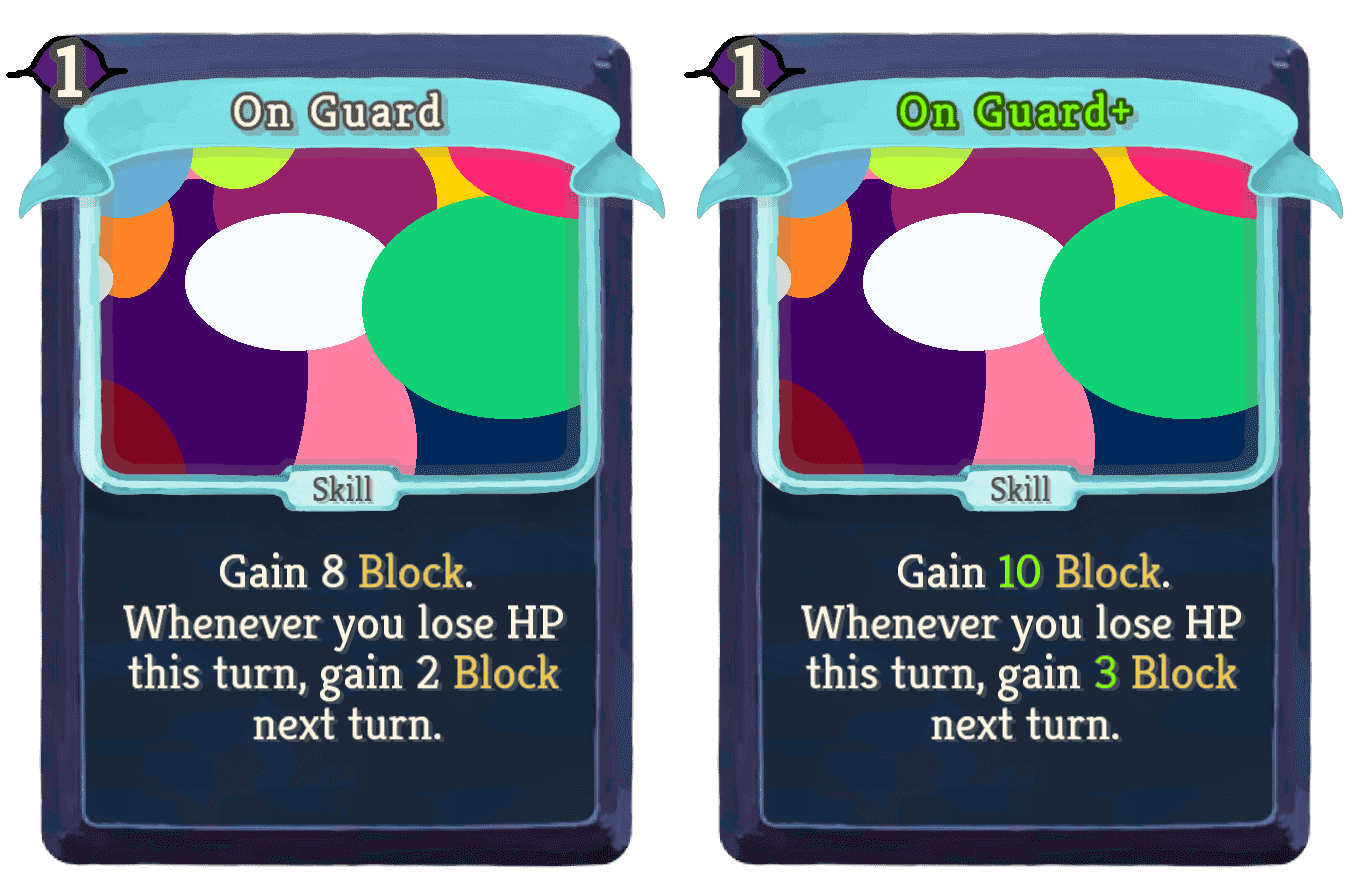 1
On Guard
Skill
Gain 8 Block.
Whenever you lose HP
this turn, gain 2 Block
next turn.
1
On Guard+
Skill
Gain 10 Block.
Whenever you lose HP
this turn, gain 3 Block
next turn.